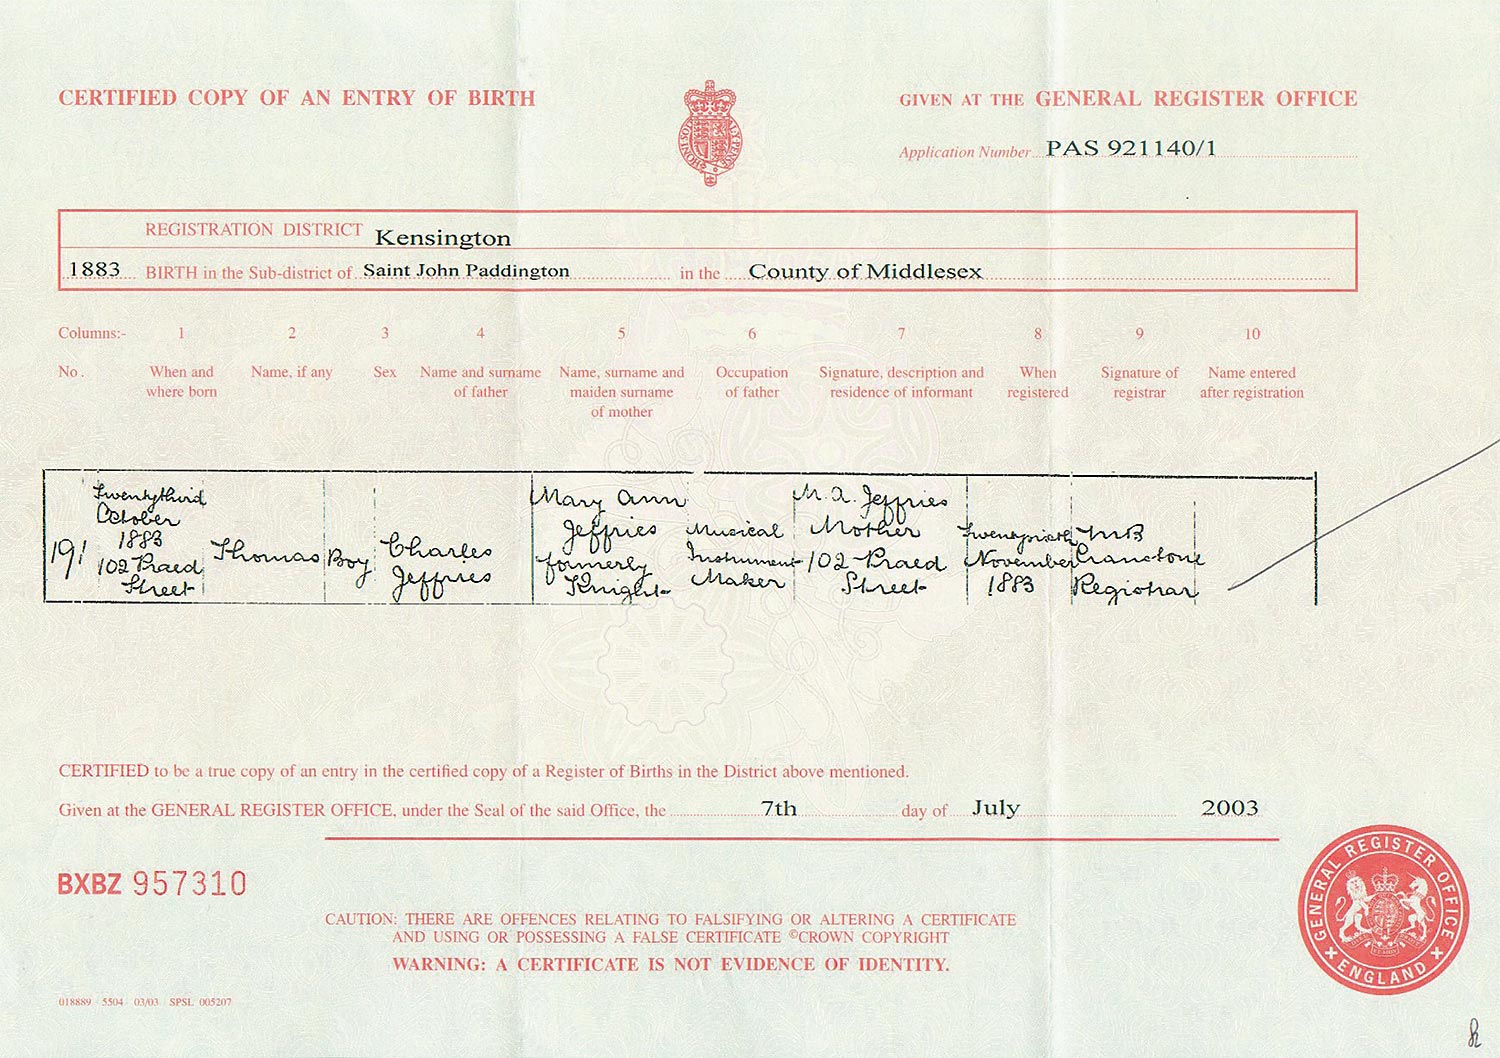 CERTIFIED COPY OF AN ENTRY OF BIRTH
GIVEN AT THE GENERAL REGISTER OFFICE
Application Number PAS 921140/1
HONI SOIT QUI MAL Y PENSE
REGISTRATION DISTRICT Kensington
1883 BIRTH in the Sub-district of Saint John Paddington in the County of Middlesex
Columns:- 1 2 3 4 5 6 7 8 9 10
No. When and where born
Name, if any
Sex
Name and surname of father
Name, surname and maiden surname of mother
Occupation of father
Signature, description and residence of informant
When registered
Signature of registrar
Name entered after registration
191
Twentythird
October
1883
102 Praed
Street
Thomas
Boy
Charles
Jeffries
Mary Ann
Jeffries
formerly
Knight
Musical
Instrument
Maker
M. A. Jeffries
Mother
102 Praed
Street
November
1883
Registrar
CERTIFIED to be a true copy of an entry in the certified copy of a Register of Births in the District above mentioned.
Given at the GENERAL REGISTER OFFICE, under the Seal of the said Office, the 7th day of July 2003
BXBZ 957310
CAUTION: THERE ARE OFFENCES RELATING TO FALSIFYING OR ALTERING A CERTIFICATE
AND USING OR POSSESSING A FALSE CERTIFICATE ©CROWN COPYRIGHT
WARNING: A CERTIFICATE IS NOT EVIDENCE OF IDENTITY.
GENERAL REGISTER OFFICE
ENGLAND
018889 5504 03/03 SPSL 005207